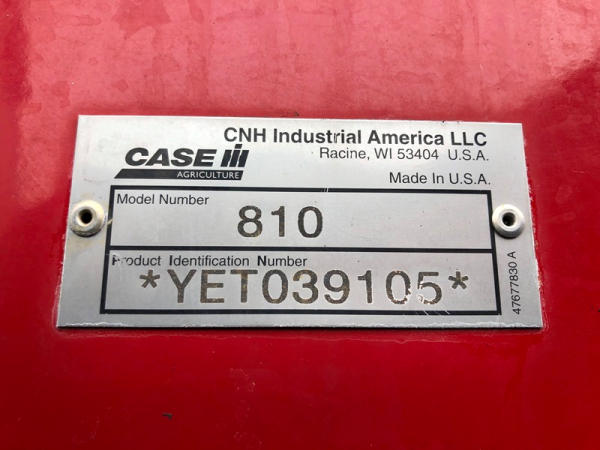 CNH Industrial America LLC
Racine, WI 53404 U.S.A.
CASE IH
AGRICULTURE
Made In U.S.A.
Model Number
810
Product Identification Number
*YET039105*
47677830 A